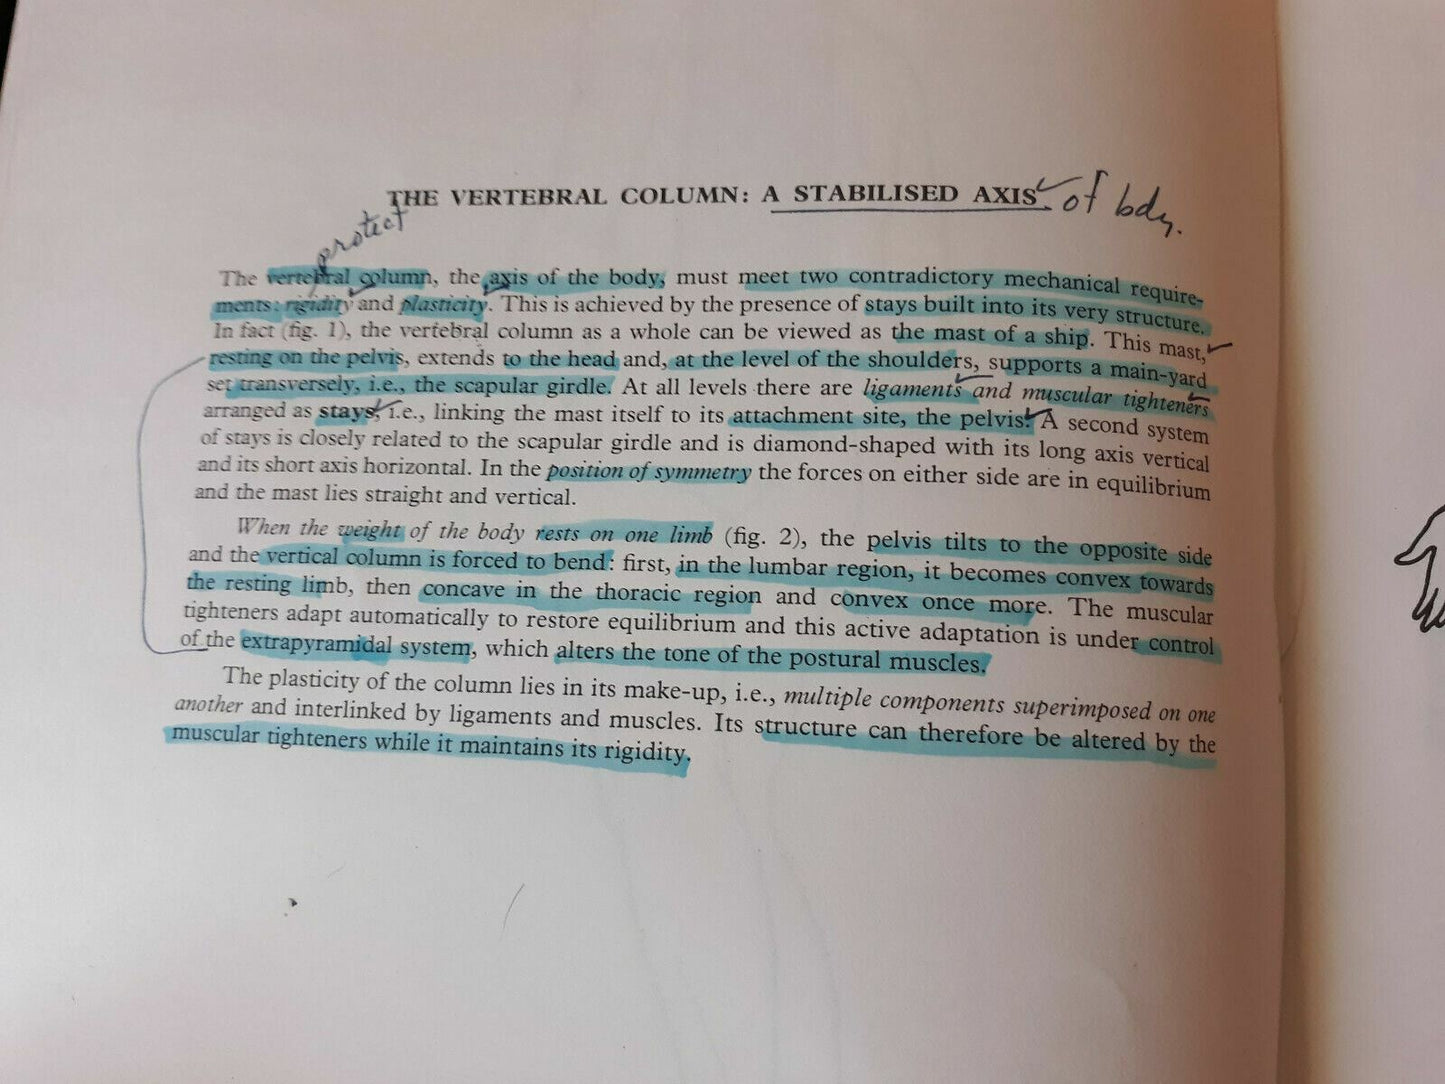 THE VERTEBRAL COLUMN: A STABILISED AXIS of body.
protect
The vertebral column, the axis of the body, must meet two contradictory mechanical require-
ments: rigidity and plasticity. This is achieved by the presence of stays built into its very structure.
In fact (fig. 1), the vertebral column as a whole can be viewed as the mast of a ship. This mast,
resting on the pelvis, extends to the head and, at the level of the shoulders, supports a main-yard
set transversely, i.e., the scapular girdle. At all levels there are ligaments and muscular tighteners
arranged as stays, i.e., linking the mast itself to its attachment site, the pelvis. A second system
of stays is closely related to the scapular girdle and is diamond-shaped with its long axis vertical
and its short axis horizontal. In the position of symmetry the forces on either side are in equilibrium
and the mast lies straight and vertical.
When the weight of the body rests on one limb (fig. 2), the pelvis tilts to the opposite side
and the vertical column is forced to bend: first, in the lumbar region, it becomes convex towards
the resting limb, then concave in the thoracic region and convex once more. The muscular
tighteners adapt automatically to restore equilibrium and this active adaptation is under control
of the extrapyramidal system, which alters the tone of the postural muscles.
The plasticity of the column lies in its make-up, i.e., multiple components superimposed on one
another and interlinked by ligaments and muscles. Its structure can therefore be altered by the
muscular tighteners while it maintains its rigidity.